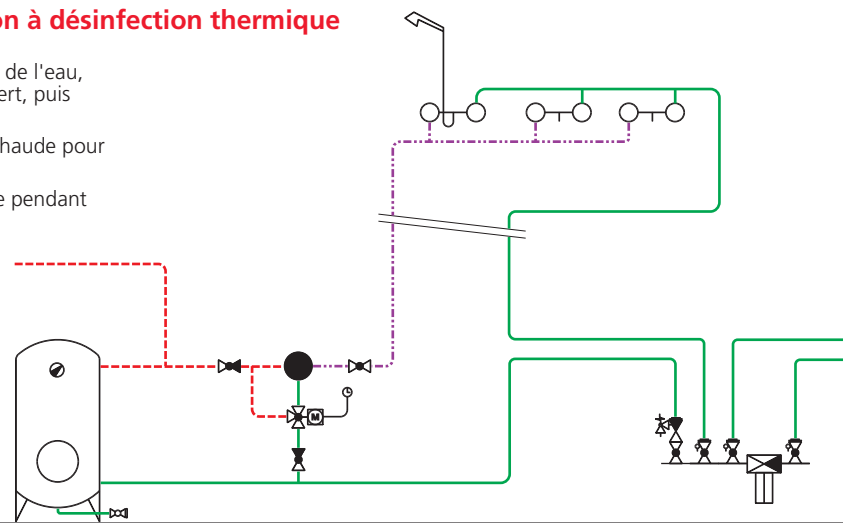 on à désinfection thermique
de l'eau,
ert, puis
haude pour
e pendant
M